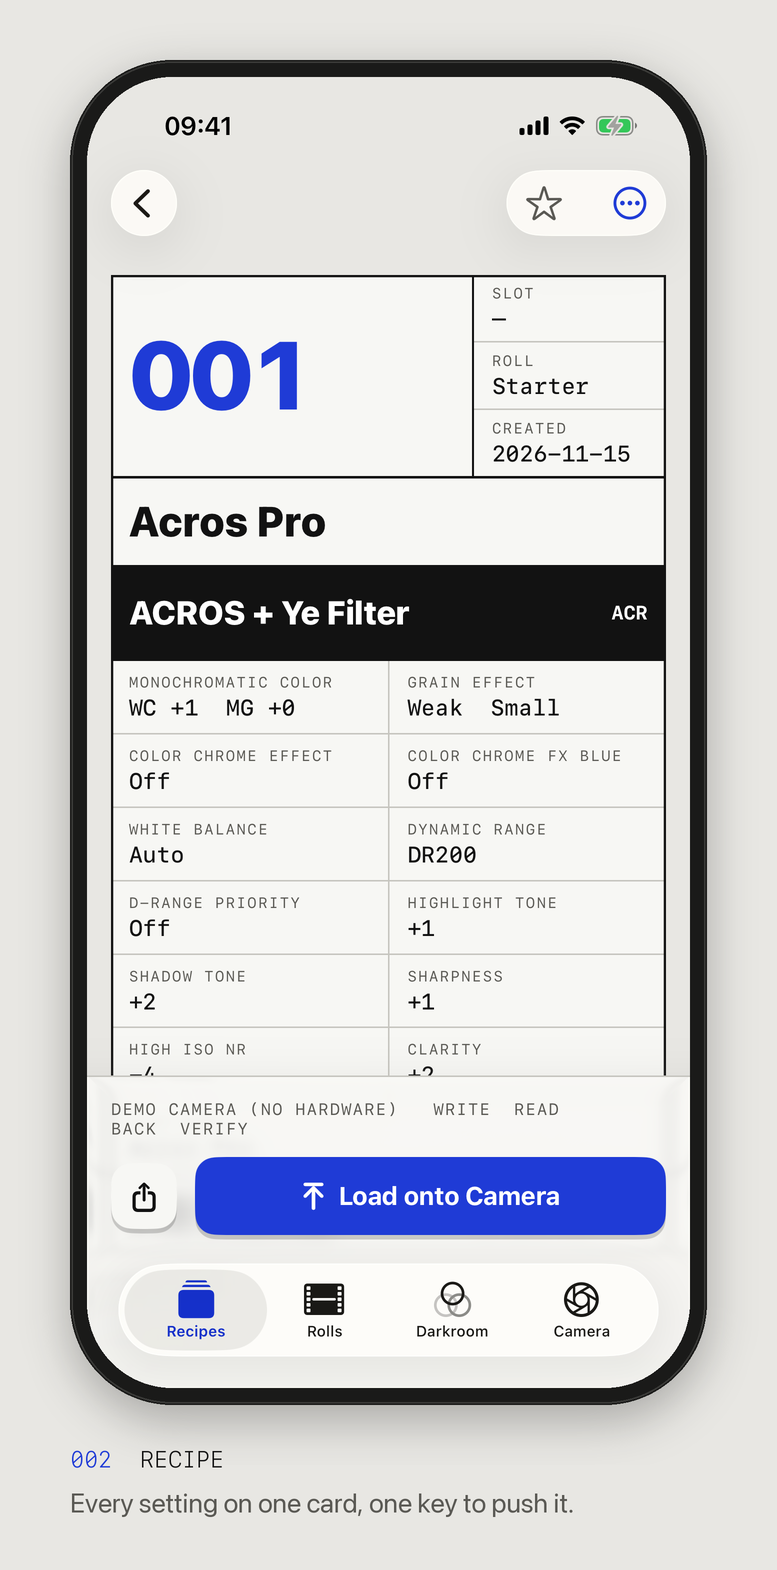 09:41
001
SLOT
—
ROLL
Starter
CREATED
2026-11-15
Acros Pro
ACROS + Ye Filter ACR
MONOCHROMATIC COLOR GRAIN EFFECT
WC +1 MG +0 Weak Small
COLOR CHROME EFFECT COLOR CHROME FX BLUE
Off Off
WHITE BALANCE DYNAMIC RANGE
Auto DR200
D-RANGE PRIORITY HIGHLIGHT TONE
Off +1
SHADOW TONE SHARPNESS
+2 +1
HIGH ISO NR CLARITY
-4 +2
DEMO CAMERA (NO HARDWARE) WRITE READ
BACK VERIFY
Load onto Camera
Recipes Rolls Darkroom Camera
002 RECIPE
Every setting on one card, one key to push it.